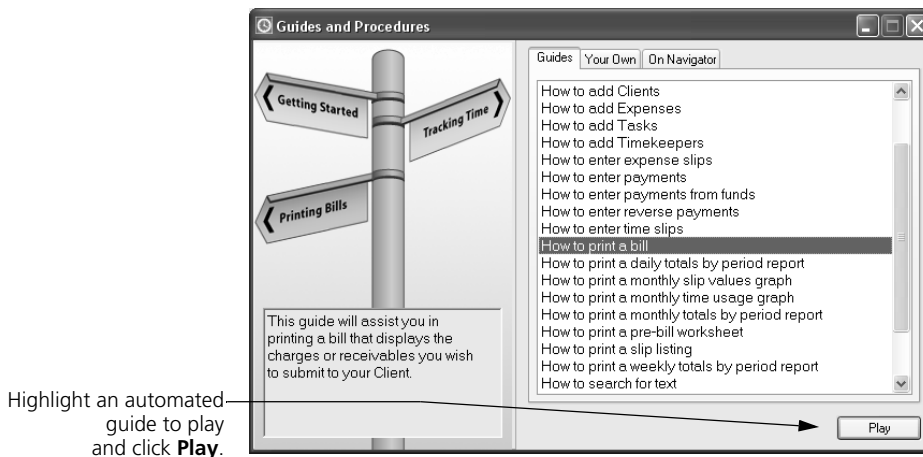 Guides and Procedures
Getting Started
Tracking Time
Printing Bills
This guide will assist you in
printing a bill that displays the
charges or receivables you wish
to submit to your Client.
Guides
Your Own
On Navigator
How to add Clients
How to add Expenses
How to add Tasks
How to add Timekeepers
How to enter expense slips
How to enter payments
How to enter payments from funds
How to enter reverse payments
How to enter time slips
How to print a bill
How to print a daily totals by period report
How to print a monthly slip values graph
How to print a monthly time usage graph
How to print a monthly totals by period report
How to print a pre-bill worksheet
How to print a slip listing
How to print a weekly totals by period report
How to search for text
Play
Highlight an automated
guide to play
and click Play.